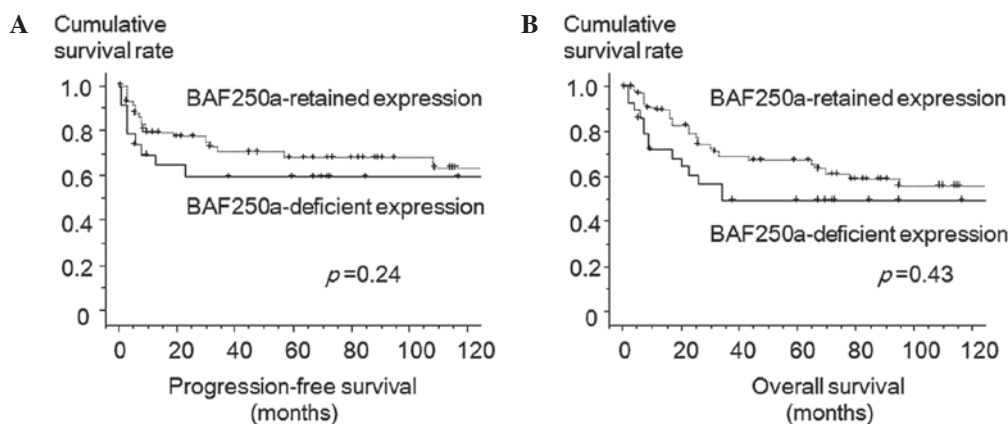 A
Cumulative
survival rate
1.0
0.8
0.6
0.4
0.2
0
BAF250a-retained expression
BAF250a-deficient expression
p=0.24
0 20 40 60 80 100 120
Progression-free survival
(months)
B
Cumulative
survival rate
1.0
0.8
0.6
0.4
0.2
0
BAF250a-retained expression
BAF250a-deficient expression
p=0.43
0 20 40 60 80 100 120
Overall survival
(months)